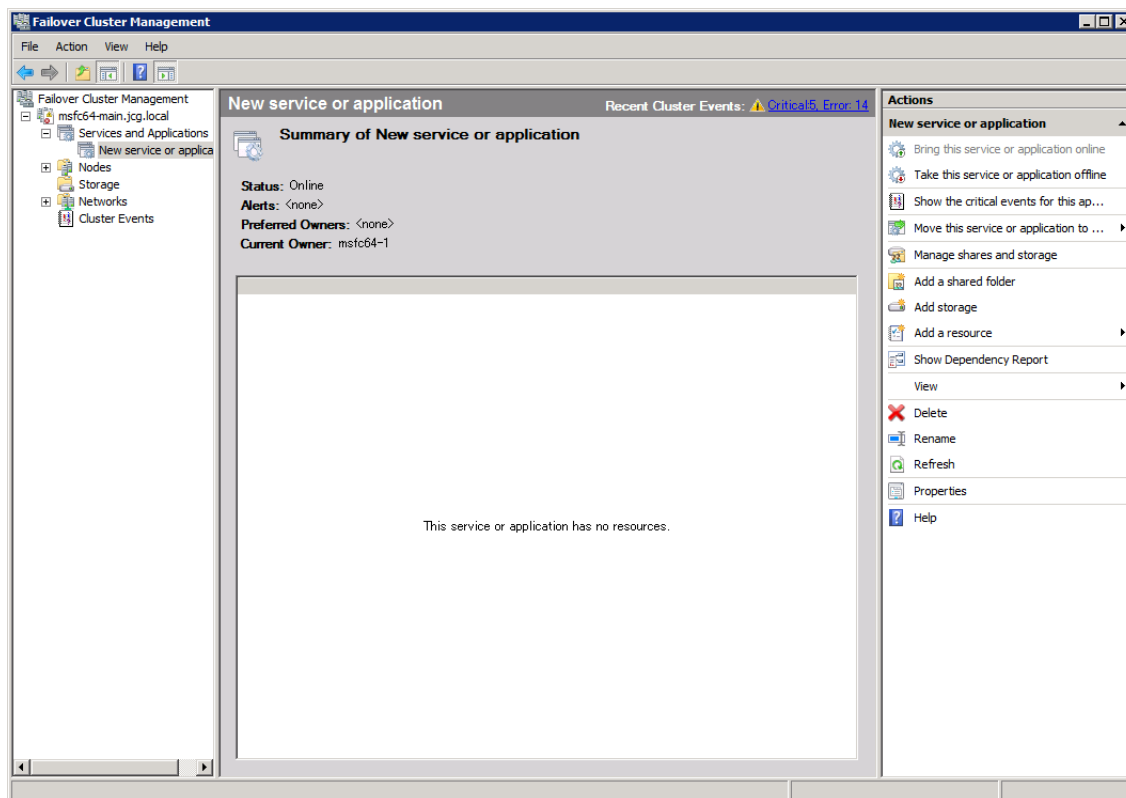 Failover Cluster Management
File Action View Help
Failover Cluster Management
msfc64-main.jcg.local
Services and Applications
New service or applica
Nodes
Storage
Networks
Cluster Events
New service or application
Recent Cluster Events: Critical:5, Error: 14
Summary of New service or application
Status: Online
Alerts: <none>
Preferred Owners: <none>
Current Owner: msfc64-1
This service or application has no resources.
Actions
New service or application
Bring this service or application online
Take this service or application offline
Show the critical events for this ap...
Move this service or application to ...
Manage shares and storage
Add a shared folder
Add storage
Add a resource
Show Dependency Report
View
Delete
Rename
Refresh
Properties
Help